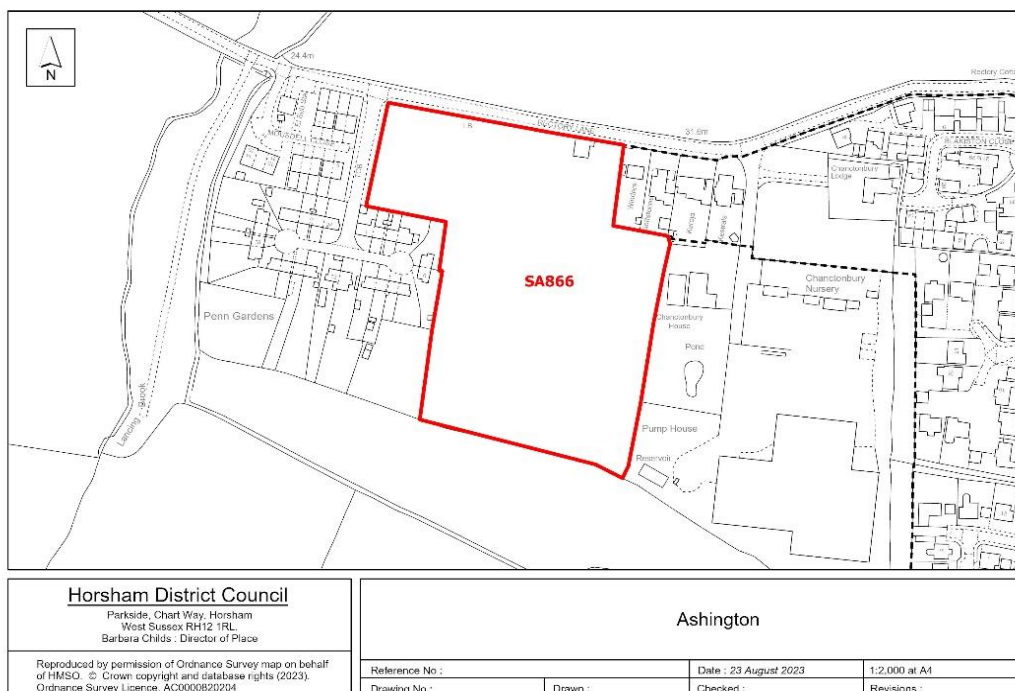 N
24.4m
31.6m
MOUSDELL CLOSE
LB
Chanctonbury
Lodge
SA866
Chanctonbury
Nursery
Penn Gardens
Chanctonbury
House
Pond
Lancing Brook
Pump House
Reservoir
Horsham District Council
Parkside, Chart Way, Horsham
West Sussex RH12 1RL.
Barbara Childs : Director of Place
Reproduced by permission of Ordnance Survey map on behalf
of HMSO. © Crown copyright and database rights (2023).
Ordnance Survey Licence. AC0000820204
Ashington
Reference No :
Date : 23 August 2023
1:2,000 at A4
Drawing No :
Drawn :
Checked :
Revisions :